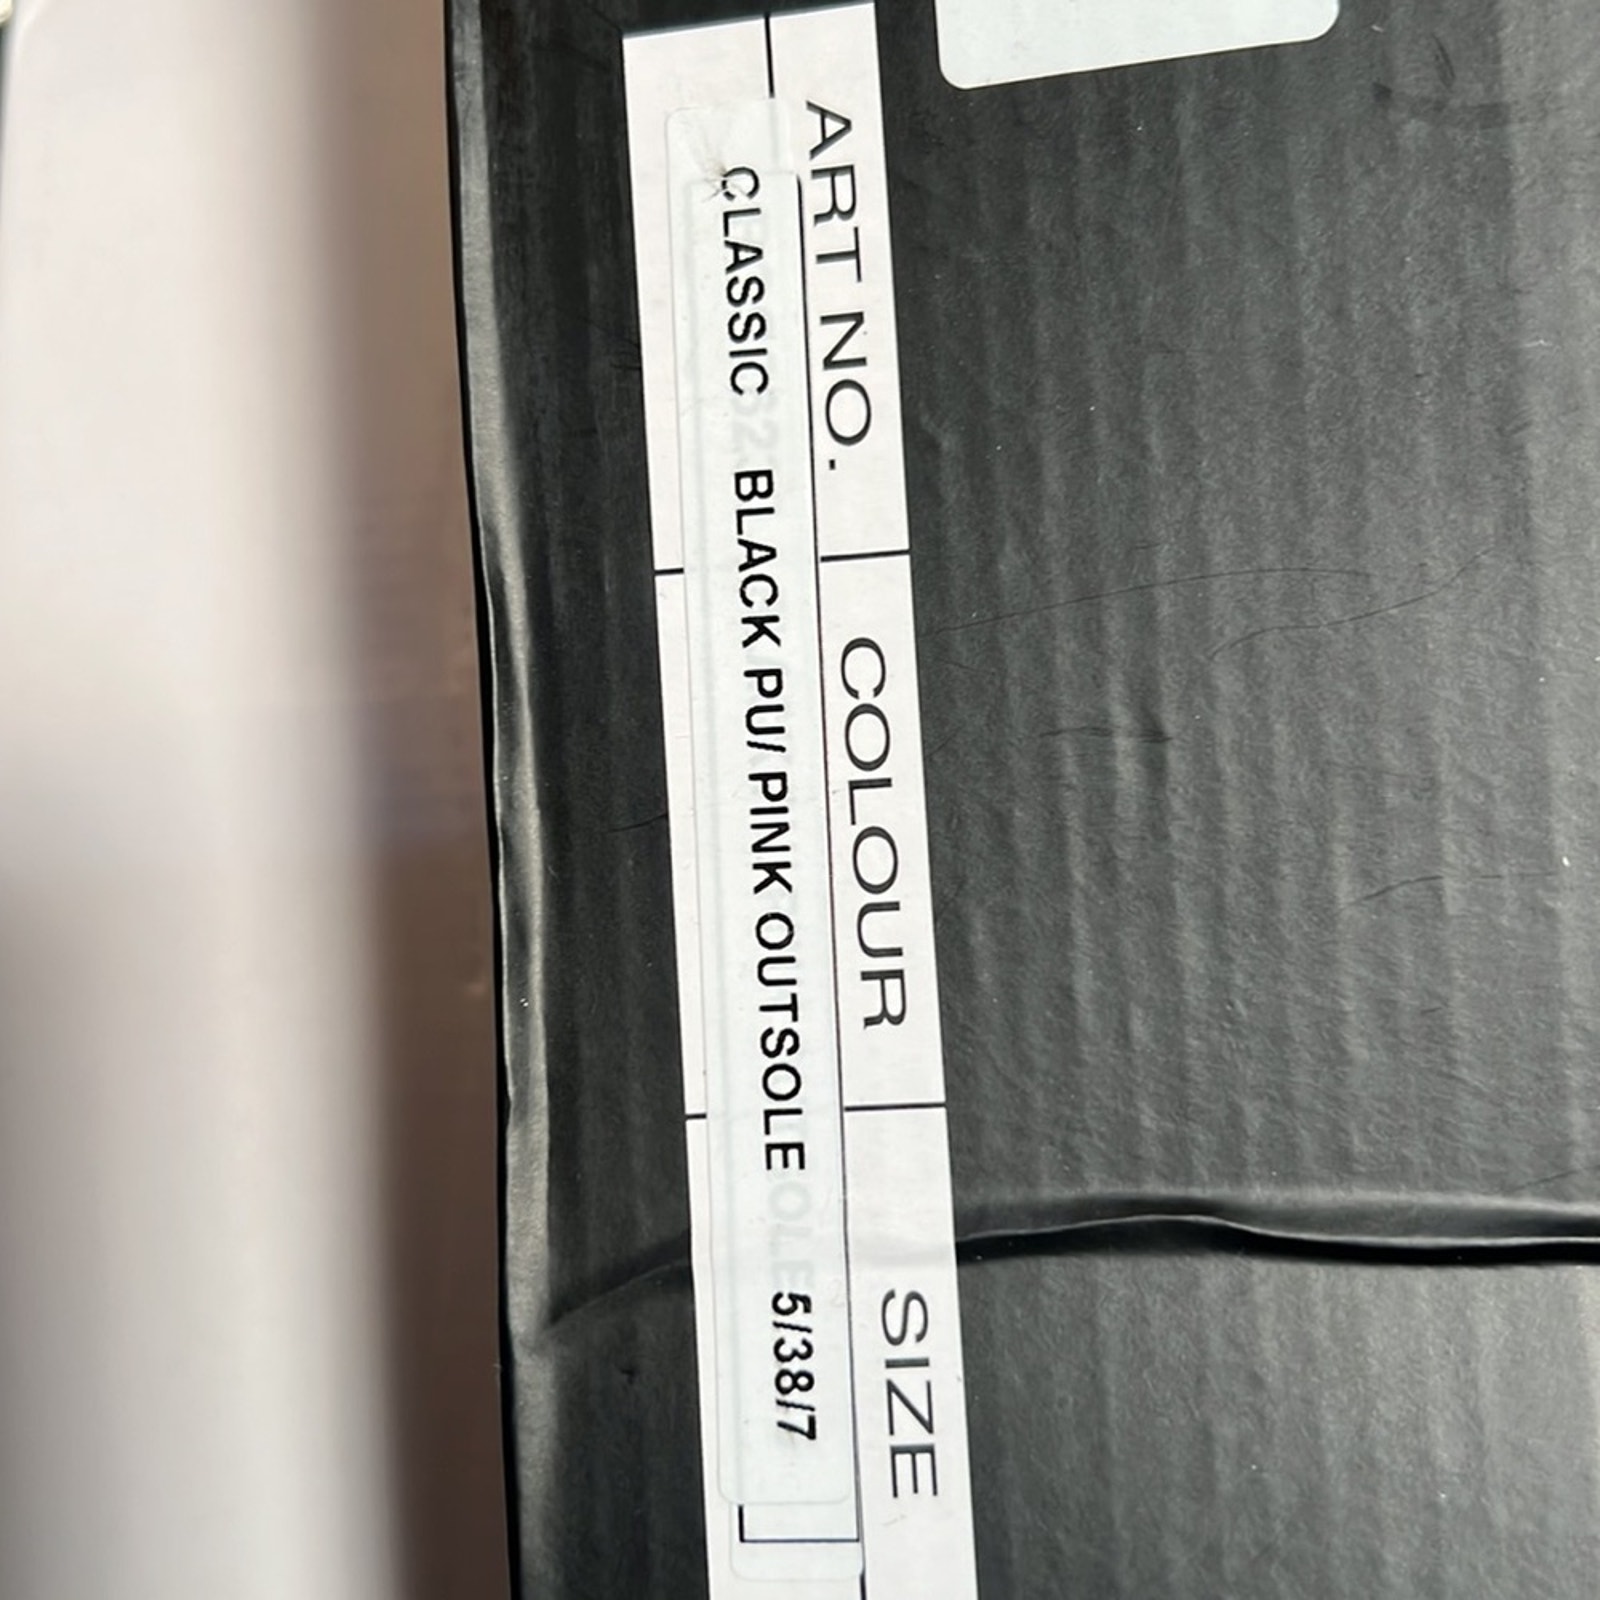 ART NO. COLOUR SIZE
CLASSIC BLACK PU/ PINK OUTSOLE 5/38/7